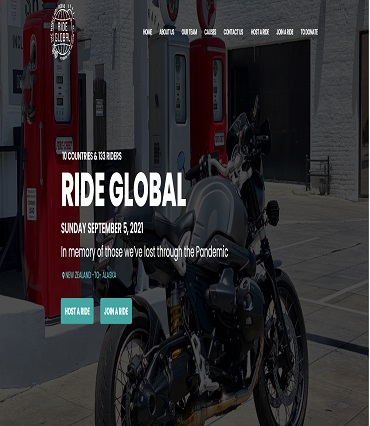 RIDE
GLOBAL
HOME ABOUT US OUR TEAM CAUSES CONTACT US HOST A RIDE JOIN A RIDE TO DONATE
10 COUNTRIES & 133 RIDERS
RIDE GLOBAL
SUNDAY SEPTEMBER 5, 2021
In memory of those we've lost through the Pandemic
NEW ZEALAND - TO - ALASKA
HOST A RIDE JOIN A RIDE